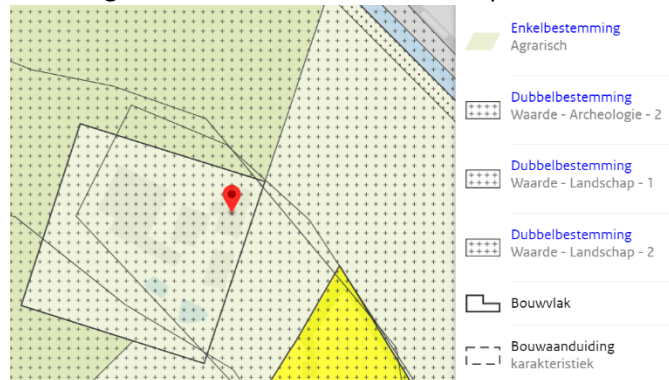 Enkelbestemming
Agrarisch
Dubbelbestemming
Waarde - Archeologie - 2
Dubbelbestemming
Waarde - Landschap - 1
Dubbelbestemming
Waarde - Landschap - 2
Bouwvlak
Bouwaanduiding
karakteristiek